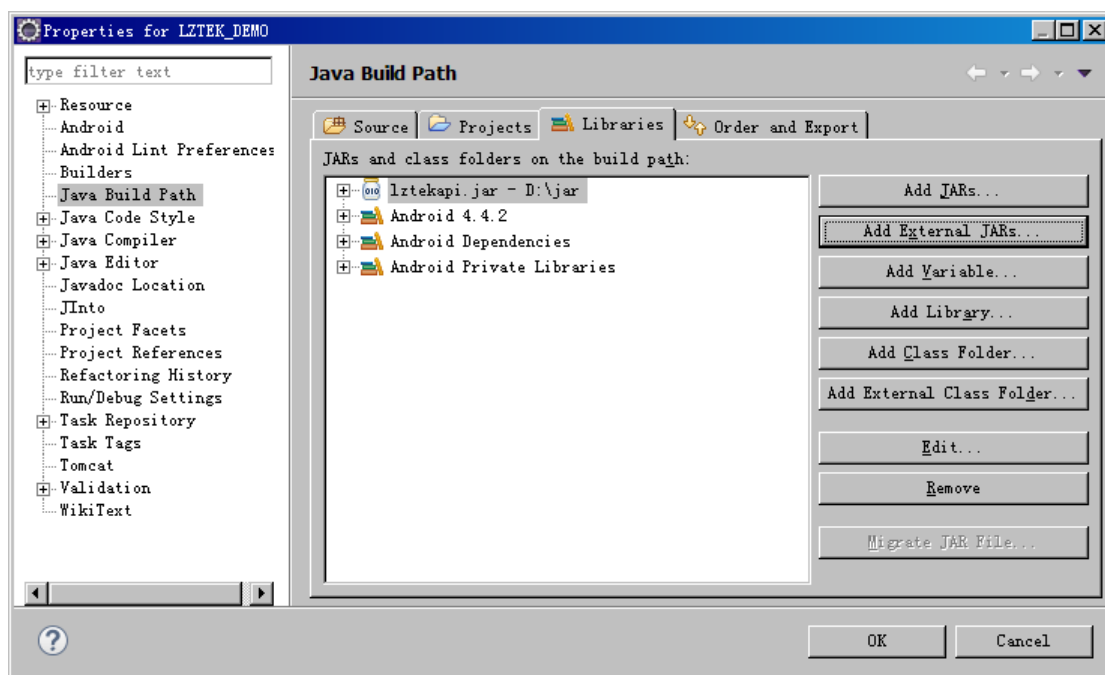 Properties for LZTEK_DEMO
type filter text
Resource
Android
Android Lint Preferences
Builders
Java Build Path
Java Code Style
Java Compiler
Java Editor
Javadoc Location
JInto
Project Facets
Project References
Refactoring History
Run/Debug Settings
Task Repository
Task Tags
Tomcat
Validation
WikiText
Java Build Path
Source
Projects
Libraries
Order and Export
JARs and class folders on the build path:
lztekapi.jar - D:\jar
Android 4.4.2
Android Dependencies
Android Private Libraries
Add JARs...
Add External JARs...
Add Variable...
Add Library...
Add Class Folder...
Add External Class Folder...
Edit...
Remove
Migrate JAR File...
OK
Cancel